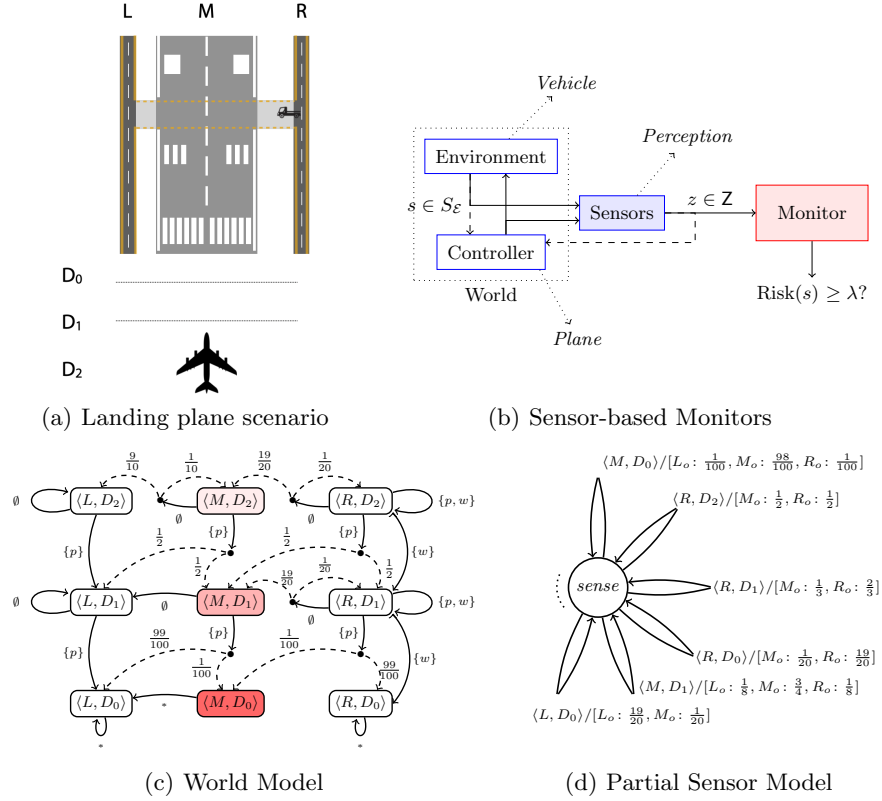 L M R
D₀
D₁
D₂
(a) Landing plane scenario
Vehicle
Perception
Environment
s ∈ S_ℰ
Sensors
z ∈ Z
Monitor
Controller
World
Risk(s) ≥ λ?
Plane
(b) Sensor-based Monitors
9/10 1/10 19/20 1/20
∅ ⟨L, D₂⟩ ∅ ⟨M, D₂⟩ ∅ ⟨R, D₂⟩ {p, w}
{p} 1/2 {p} 1/2 {p} {w}
1/2 19/20 1/20 1/2
∅ ⟨L, D₁⟩ ∅ ⟨M, D₁⟩ ∅ ⟨R, D₁⟩ {p, w}
{p} 99/100 {p} 1/100 {p} {w}
1/100 99/100
⟨L, D₀⟩ * ⟨M, D₀⟩ ⟨R, D₀⟩
* *
(c) World Model
⟨M, D₀⟩/[Lₒ: 1/100, Mₒ: 98/100, Rₒ: 1/100]
⟨R, D₂⟩/[Mₒ: 1/2, Rₒ: 1/2]
sense
⟨R, D₁⟩/[Mₒ: 1/3, Rₒ: 2/3]
⟨R, D₀⟩/[Mₒ: 1/20, Rₒ: 19/20]
⟨M, D₁⟩/[Lₒ: 1/8, Mₒ: 3/4, Rₒ: 1/8]
⟨L, D₀⟩/[Lₒ: 19/20, Mₒ: 1/20]
(d) Partial Sensor Model